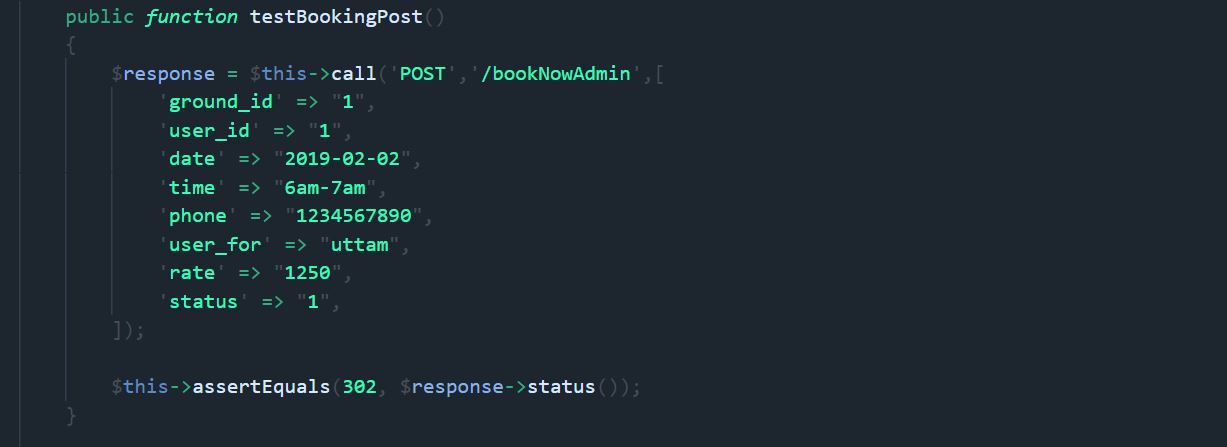 public function testBookingPost()
{
$response = $this->call('POST','/bookNowAdmin',[
'ground_id' => "1",
'user_id' => "1",
'date' => "2019-02-02",
'time' => "6am-7am",
'phone' => "1234567890",
'user_for' => "uttam",
'rate' => "1250",
'status' => "1",
]);
$this->assertEquals(302, $response->status());
}